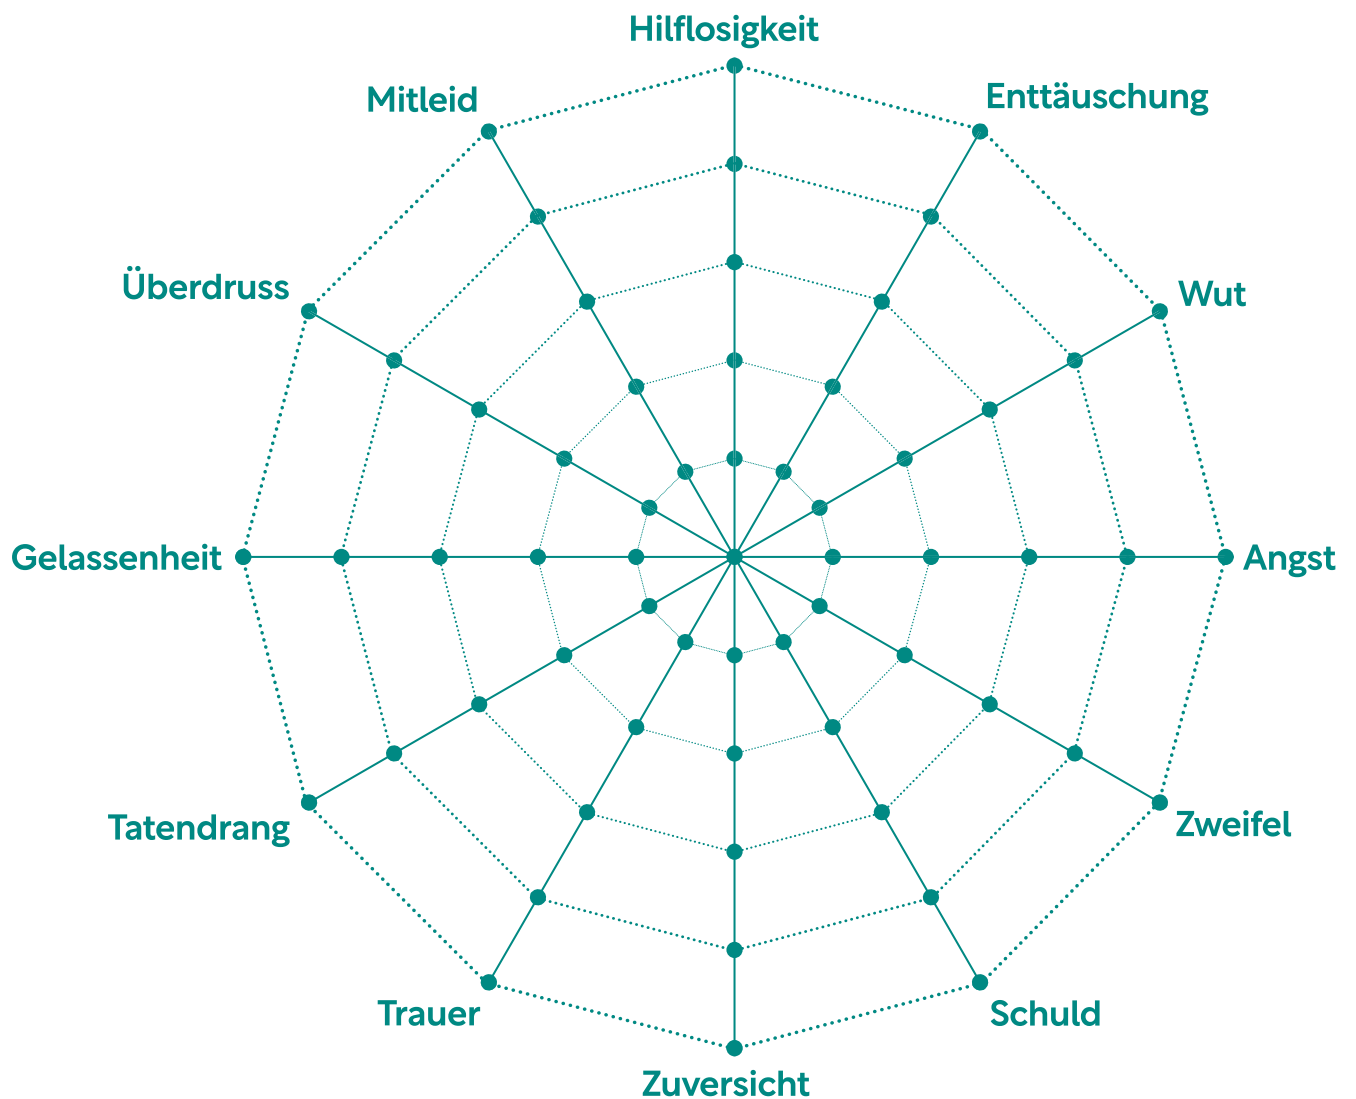 Hilflosigkeit
Mitleid
Enttäuschung
Überdruss
Wut
Gelassenheit
Angst
Tatendrang
Zweifel
Trauer
Schuld
Zuversicht